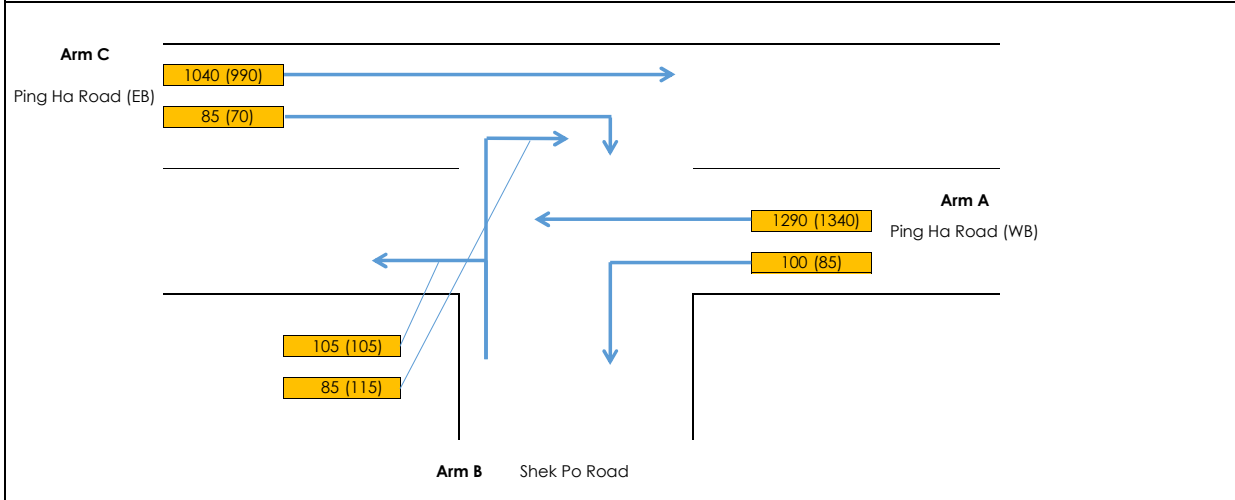 Arm C
1040 (990)
Ping Ha Road (EB)
85 (70)
Arm A
1290 (1340)
Ping Ha Road (WB)
100 (85)
105 (105)
85 (115)
Arm B Shek Po Road